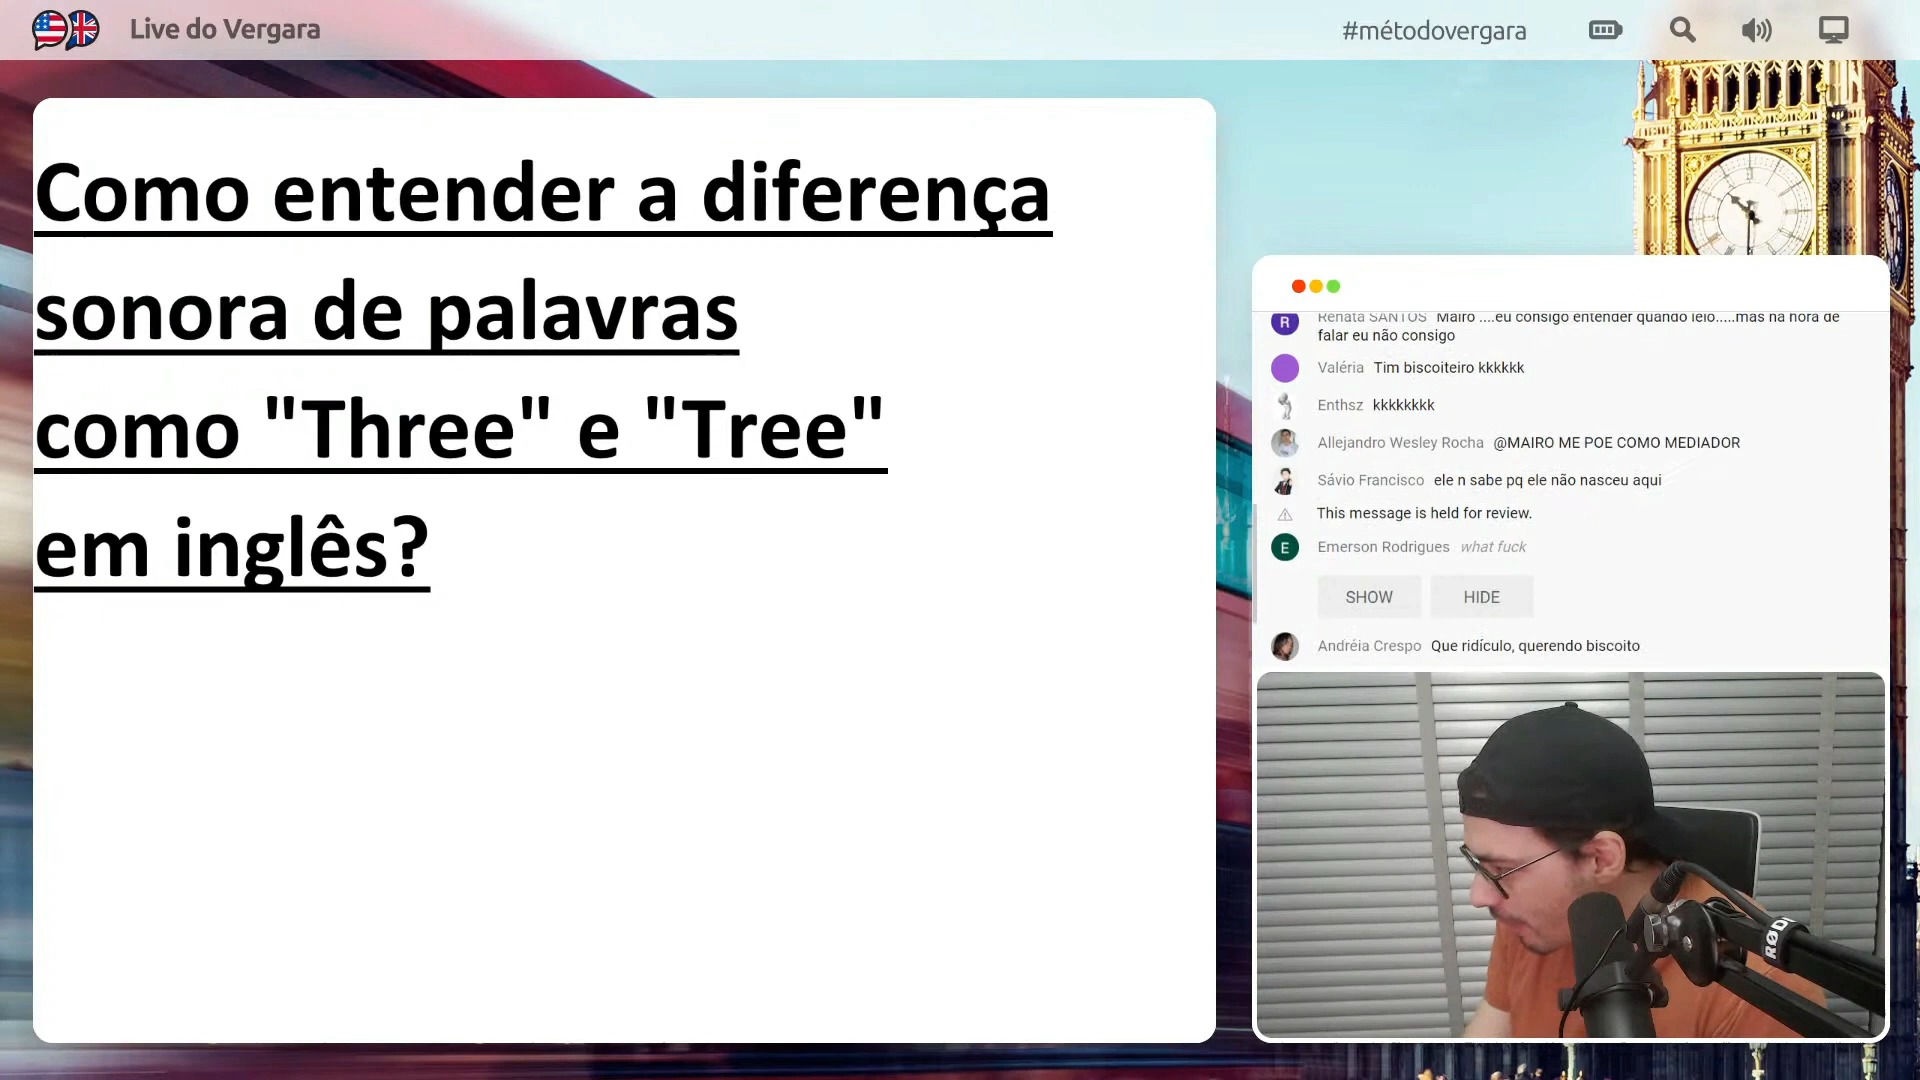 Live do Vergara
#métodovergara
Como entender a diferença
sonora de palavras
como "Three" e "Tree"
em inglês?
Renata SANTOS Mairo ....eu consigo entender quando leio.....mas na hora de
falar eu não consigo
Valéria Tim biscoiteiro kkkkkk
Enthsz kkkkkkkk
Allejandro Wesley Rocha @MAIRO ME POE COMO MEDIADOR
Sávio Francisco ele n sabe pq ele não nasceu aqui
This message is held for review.
Emerson Rodrigues what fuck
SHOW HIDE
Andréia Crespo Que ridículo, querendo biscoito
R
E
RØDE